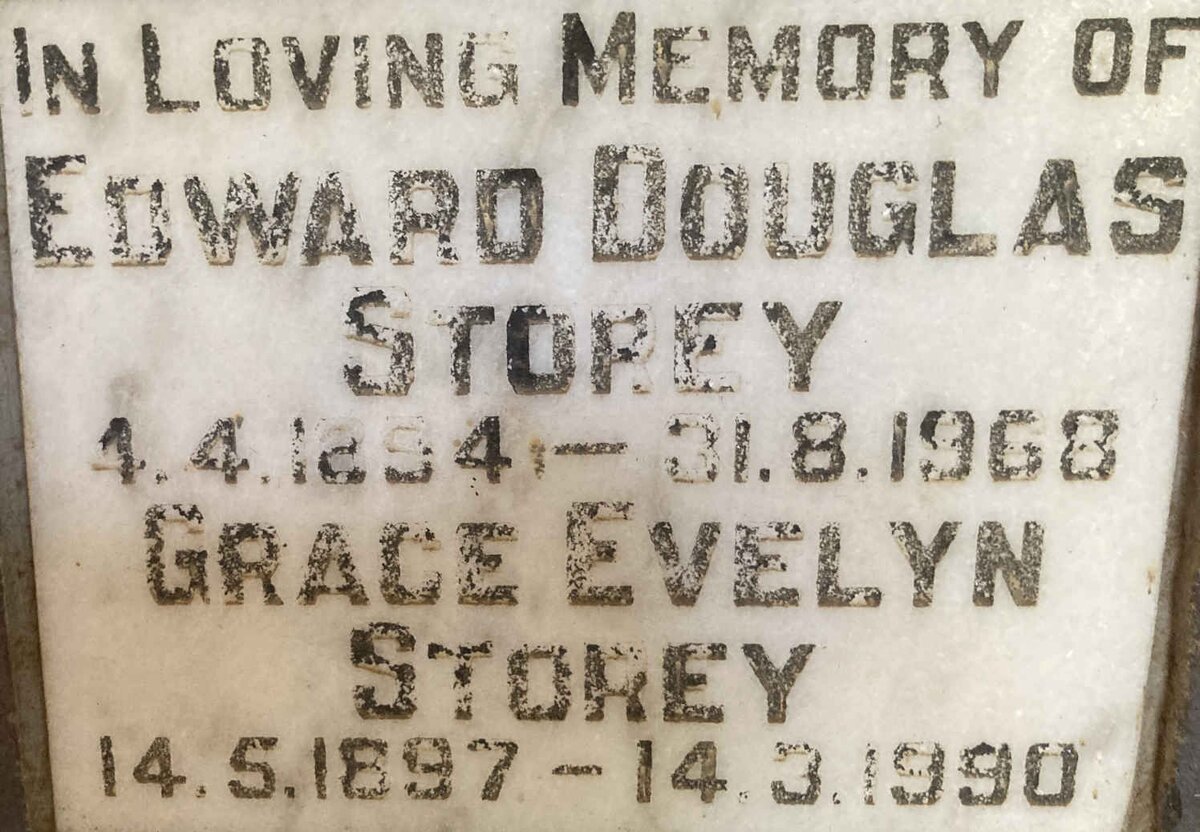 IN LOVING MEMORY OF
EDWARD DOUGLAS
STOREY
4.4.1894 — 31.8.1968
GRACE EVELYN
STOREY
14.5.1897 – 14.3.1990